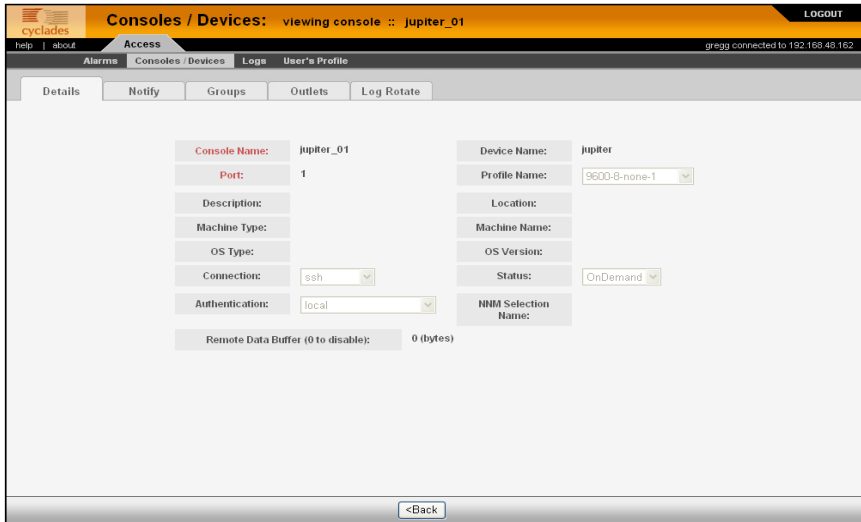 cyclades
Consoles / Devices: viewing console :: jupiter_01
LOGOUT
help | about
Access
gregg connected to 192.168.48.162
Alarms Consoles / Devices Logs User's Profile
Details Notify Groups Outlets Log Rotate
Console Name: jupiter_01 Device Name: jupiter
Port: 1 Profile Name: 9600-8-none-1
Description: Location:
Machine Type: Machine Name:
OS Type: OS Version:
Connection: ssh Status: OnDemand
Authentication: local NNM Selection
Name:
Remote Data Buffer (0 to disable): 0 (bytes)
<Back